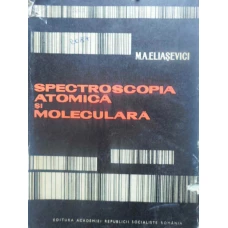 M.A.ELIAȘEVICI
SPECTROSCOPIA
ATOMICĂ
ȘI
MOLECULARĂ
EDITURA ACADEMIEI REPUBLICII SOCIALISTE ROMÂNIA